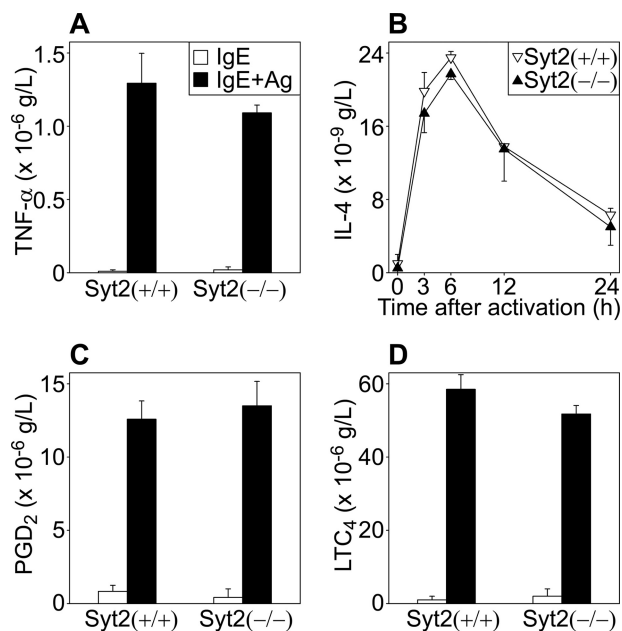 A
TNF-α (x 10-6 g/L)
1.5
1.0
0.5
0
IgE
IgE+Ag
Syt2(+/+) Syt2(−/−)
B
IL-4 (x 10-9 g/L)
24
16
8
0
Syt2(+/+)
Syt2(−/−)
0 3 6 12 24
Time after activation (h)
C
PGD2 (x 10-6 g/L)
15
10
5
0
Syt2(+/+) Syt2(−/−)
D
LTC4 (x 10-6 g/L)
60
40
20
0
Syt2(+/+) Syt2(−/−)